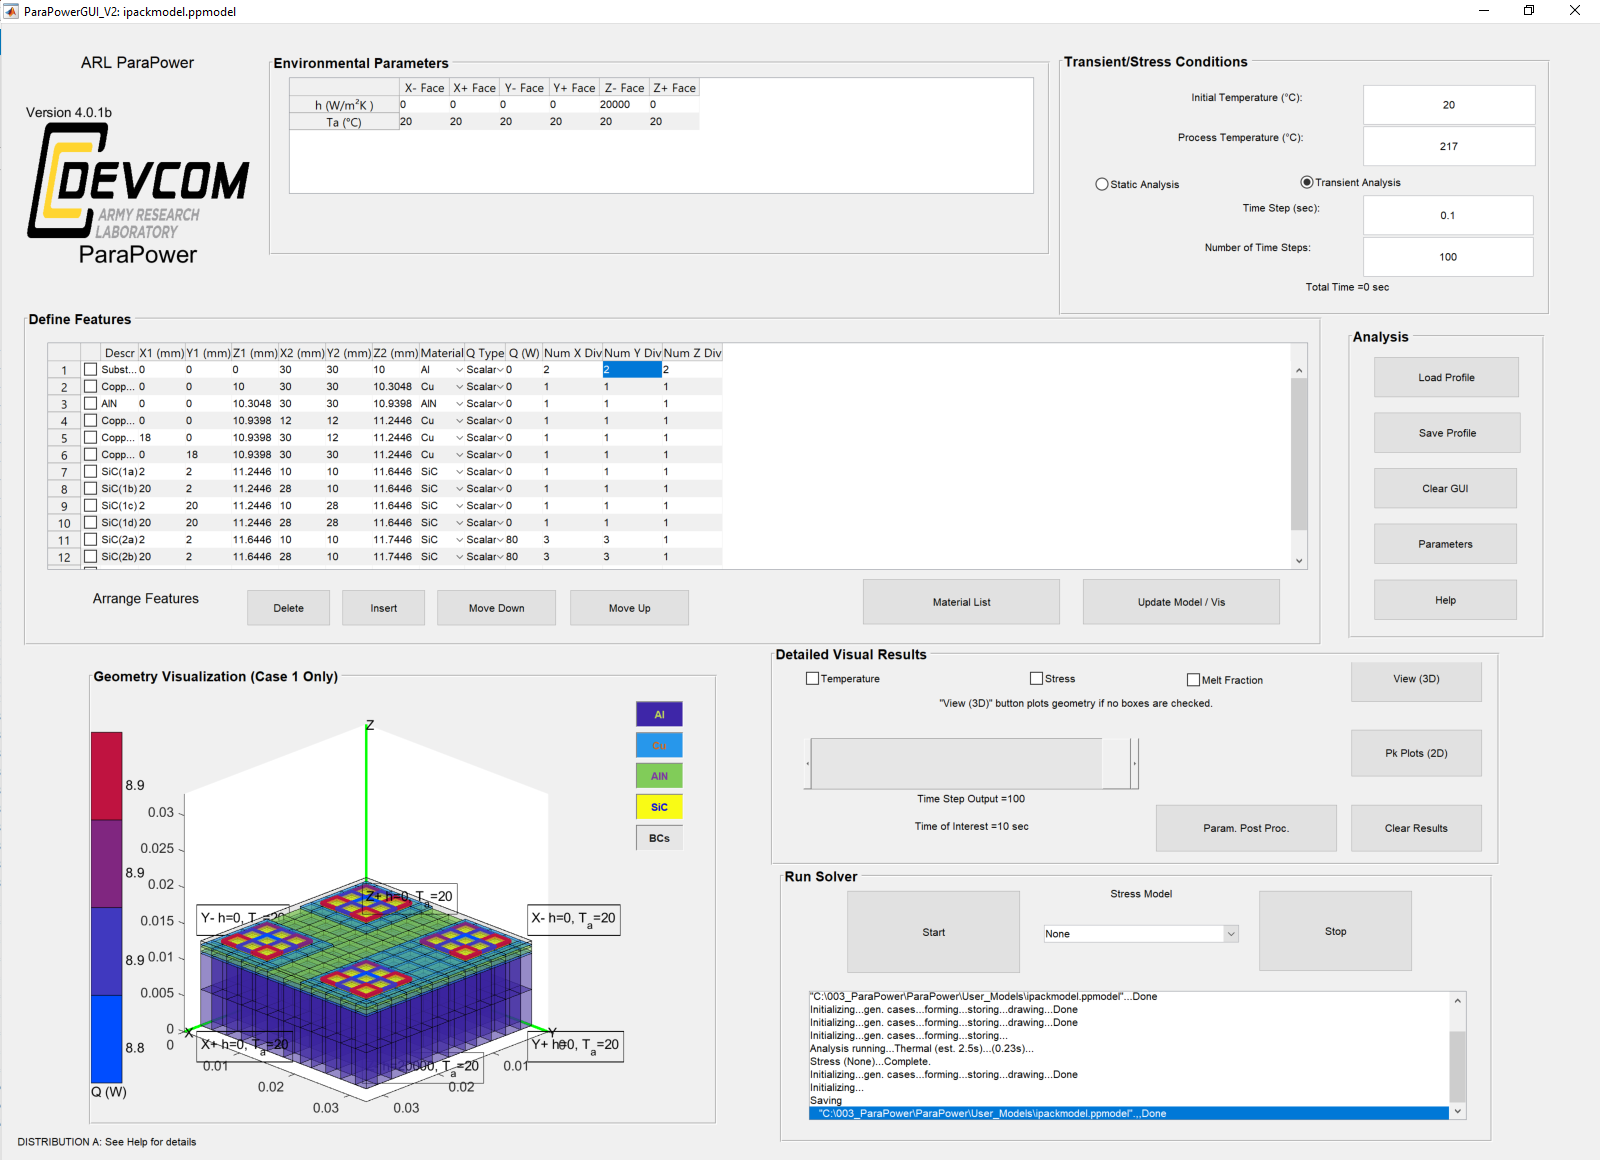 ParaPowerGUI_V2: ipackmodel.ppmodel
ARL ParaPower
Version 4.0.1b
DEVCOM
ARMY RESEARCH
LABORATORY
ParaPower
Environmental Parameters
X- Face X+ Face Y- Face Y+ Face Z- Face Z+ Face
h (W/m²K ) 0 0 0 0 20000 0
Ta (°C) 20 20 20 20 20 20
Transient/Stress Conditions
Initial Temperature (°C): 20
Process Temperature (°C): 217
Static Analysis Transient Analysis
Time Step (sec): 0.1
Number of Time Steps: 100
Total Time =0 sec
Define Features
Descr X1 (mm) Y1 (mm) Z1 (mm) X2 (mm) Y2 (mm) Z2 (mm) Material Q Type Q (W) Num X Div Num Y Div Num Z Div
1 Subst... 0 0 0 30 30 10 Al Scalar 0 2 2 2
2 Copp... 0 0 10 30 30 10.3048 Cu Scalar 0 1 1 1
3 AlN 0 0 10.3048 30 30 10.9398 AlN Scalar 0 1 1 1
4 Copp... 0 0 10.9398 12 12 11.2446 Cu Scalar 0 1 1 1
5 Copp... 18 0 10.9398 30 12 11.2446 Cu Scalar 0 1 1 1
6 Copp... 0 18 10.9398 30 30 11.2446 Cu Scalar 0 1 1 1
7 SiC(1a) 2 2 11.2446 10 10 11.6446 SiC Scalar 0 1 1 1
8 SiC(1b) 20 2 11.2446 28 10 11.6446 SiC Scalar 0 1 1 1
9 SiC(1c) 2 20 11.2446 10 28 11.6446 SiC Scalar 0 1 1 1
10 SiC(1d) 20 20 11.2446 28 28 11.6446 SiC Scalar 0 1 1 1
11 SiC(2a) 2 2 11.6446 10 10 11.7446 SiC Scalar 80 3 3 1
12 SiC(2b) 20 2 11.6446 28 10 11.7446 SiC Scalar 80 3 3 1
Arrange Features
Delete
Insert
Move Down
Move Up
Material List
Update Model / Vis
Analysis
Load Profile
Save Profile
Clear GUI
Parameters
Help
Geometry Visualization (Case 1 Only)
8.9
8.9
8.9
8.8
Q (W)
Z
0.03
0.025
0.02
0.015
0.01
0.005
0
Z+ h=0, Ta=20
Y- h=0, Ta=20
X- h=0, Ta=20
X
Y
X+ h=0, Ta=20
Y+ h=0, Ta=20
20000, Ta=20
0
0.01
0.02
0.03
0.01
0.02
0.03
Al
Cu
AlN
SiC
BCs
Detailed Visual Results
Temperature Stress Melt Fraction
"View (3D)" button plots geometry if no boxes are checked.
View (3D)
Pk Plots (2D)
Time Step Output =100
Time of Interest =10 sec
Param. Post Proc.
Clear Results
Run Solver
Start
Stress Model
None
Stop
"C:\003_ParaPower\ParaPower\User_Models\ipackmodel.ppmodel"...Done
Initializing...gen. cases...forming...storing...drawing...Done
Initializing...gen. cases...forming...storing...drawing...Done
Initializing...gen. cases...forming...storing...
Analysis running...Thermal (est. 2.5s)...(0.23s)...
Stress (None)...Complete.
Initializing...gen. cases...forming...storing...drawing...Done
Initializing...
Saving
"C:\003_ParaPower\ParaPower\User_Models\ipackmodel.ppmodel".,,Done
DISTRIBUTION A: See Help for details